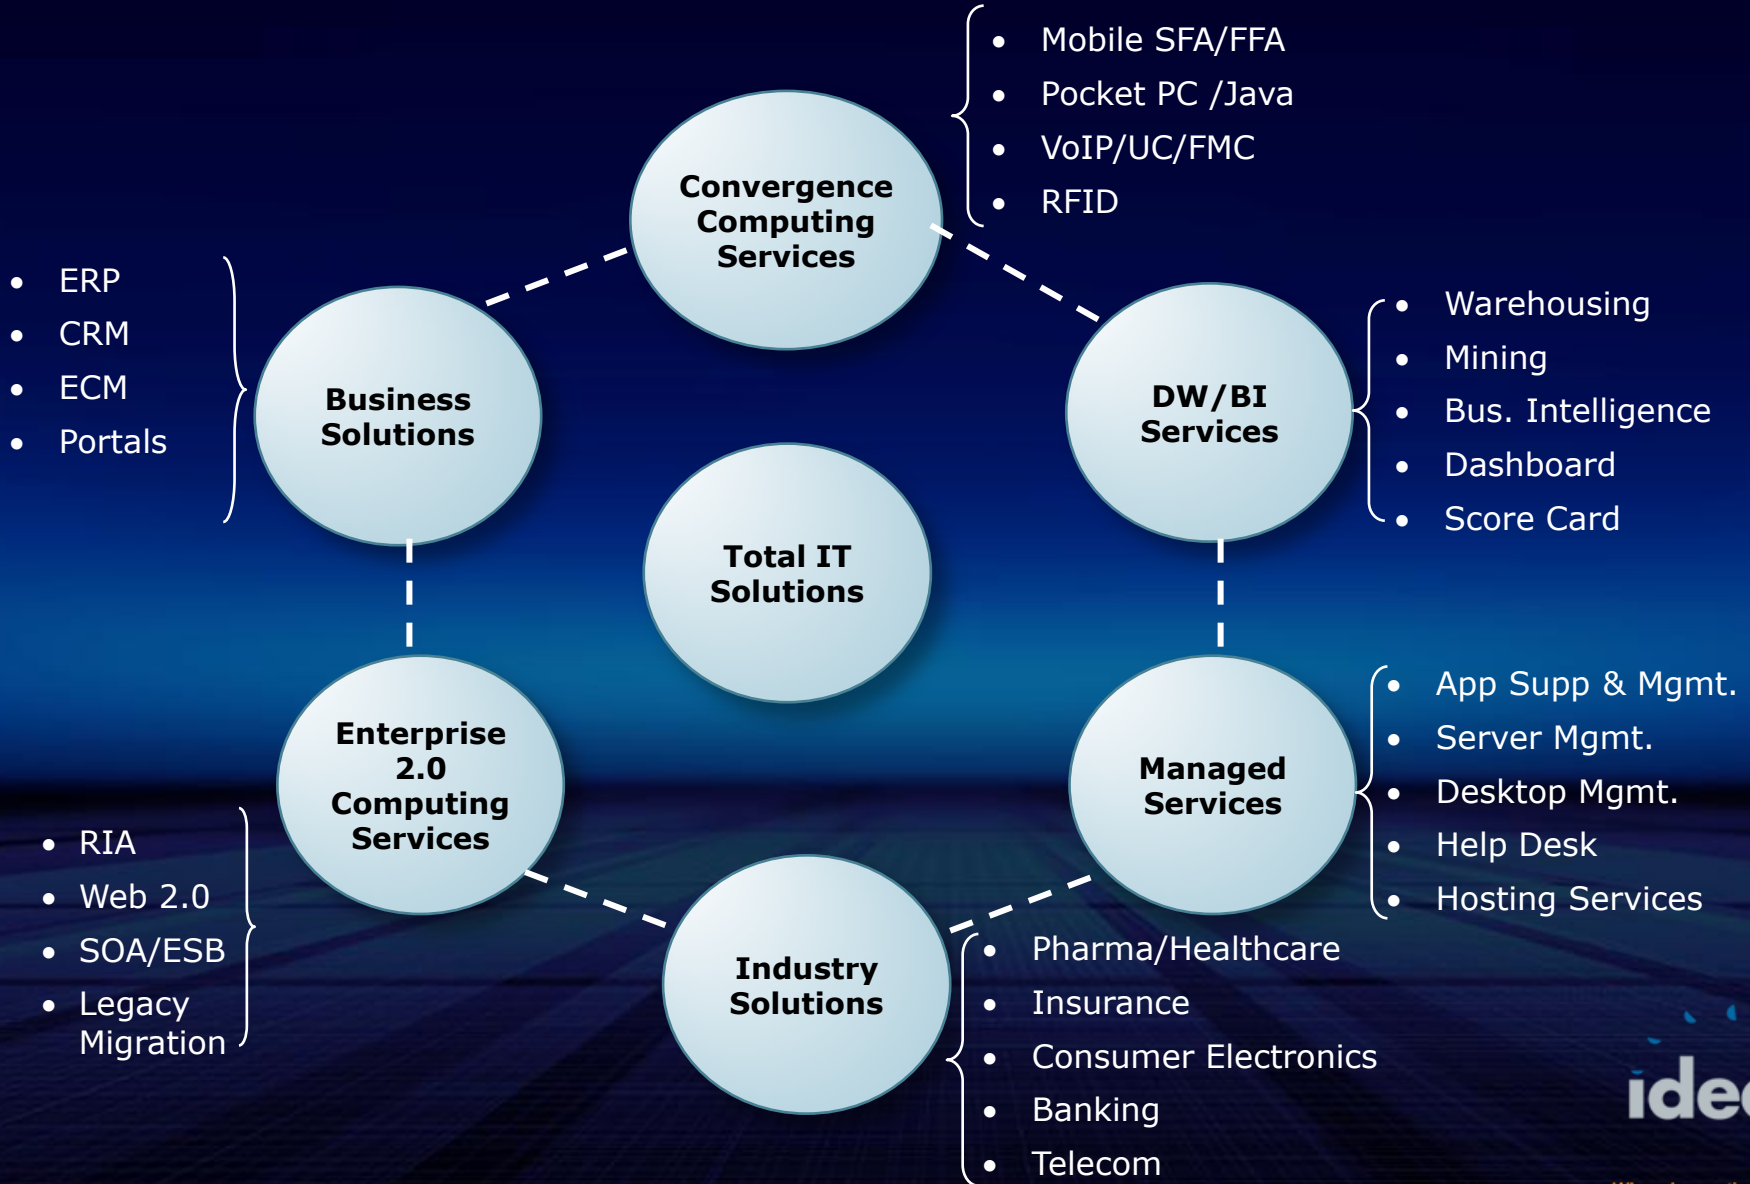 • Mobile SFA/FFA
• Pocket PC /Java
• VoIP/UC/FMC
• RFID
Convergence
Computing
Services
• ERP
• CRM
• ECM
• Portals
Business
Solutions
DW/BI
Services
• Warehousing
• Mining
• Bus. Intelligence
• Dashboard
• Score Card
Total IT
Solutions
Enterprise
2.0
Computing
Services
• RIA
• Web 2.0
• SOA/ESB
• Legacy
Migration
Managed
Services
• App Supp & Mgmt.
• Server Mgmt.
• Desktop Mgmt.
• Help Desk
• Hosting Services
Industry
Solutions
• Pharma/Healthcare
• Insurance
• Consumer Electronics
• Banking
• Telecom